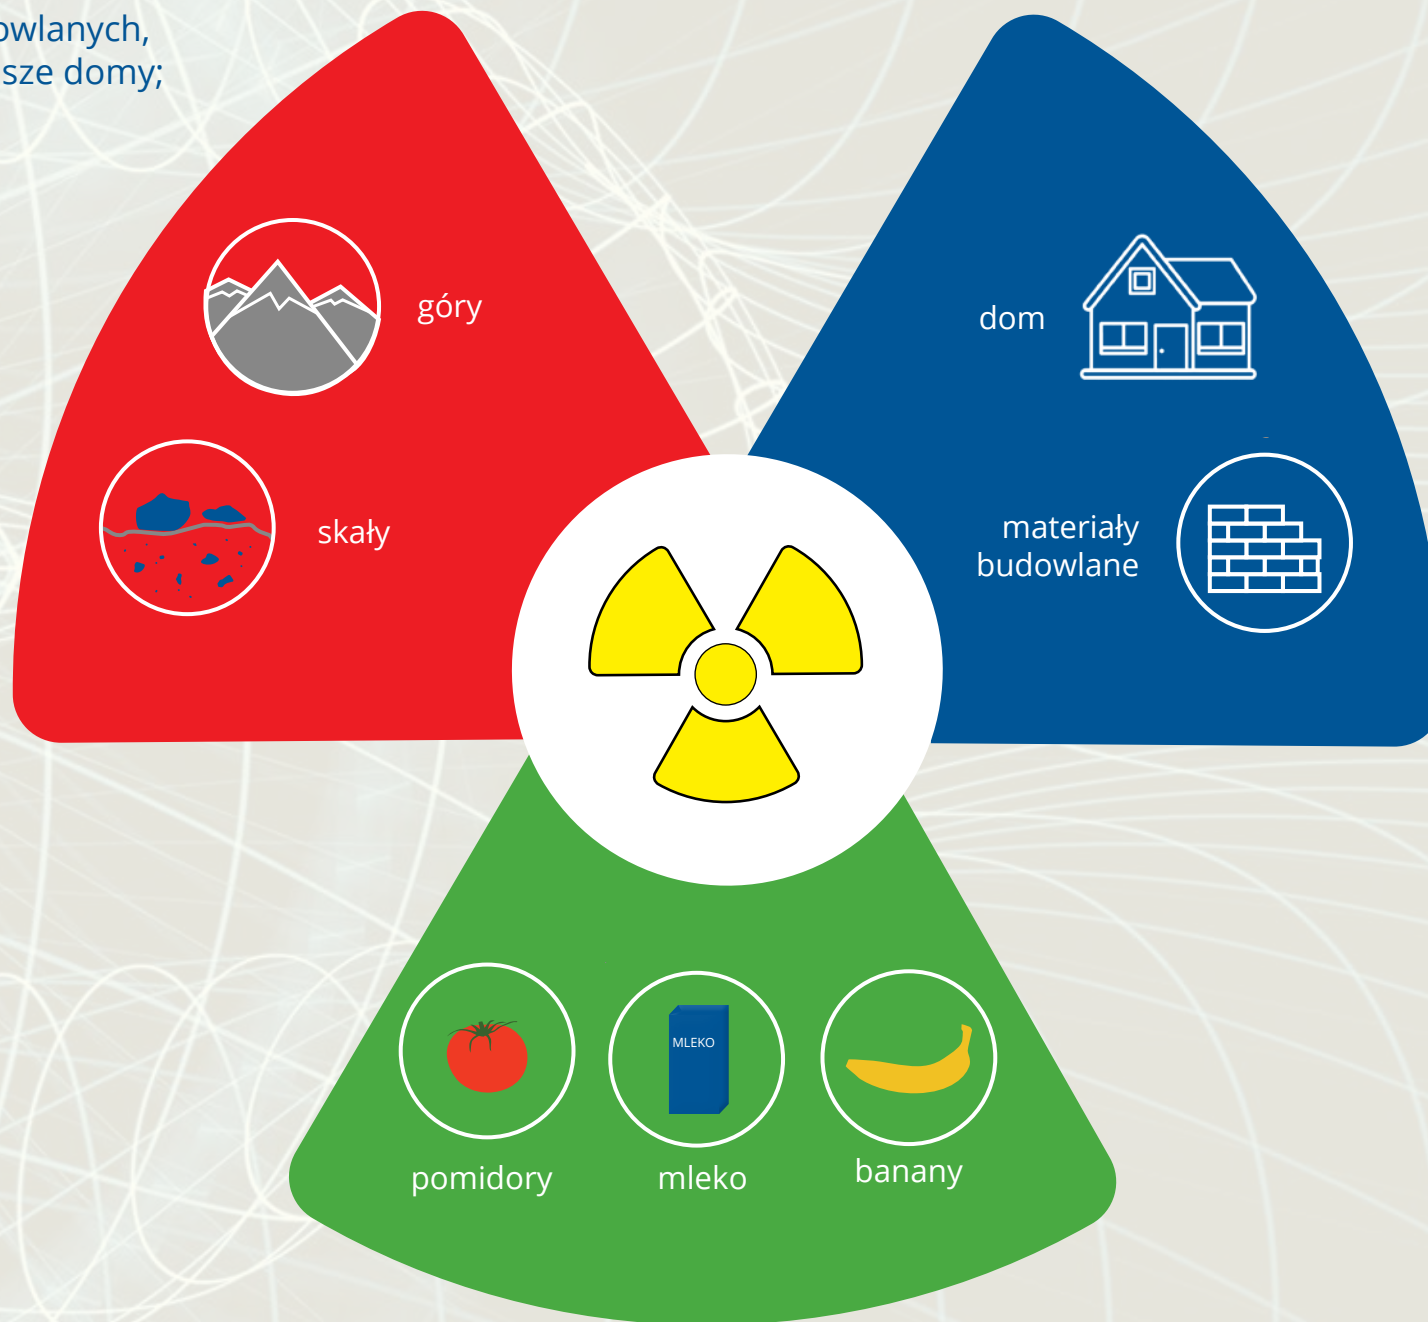 owlanych,
sze domy;
góry
dom
skały
materiały
budowlane
MLEKO
pomidory
mleko
banany